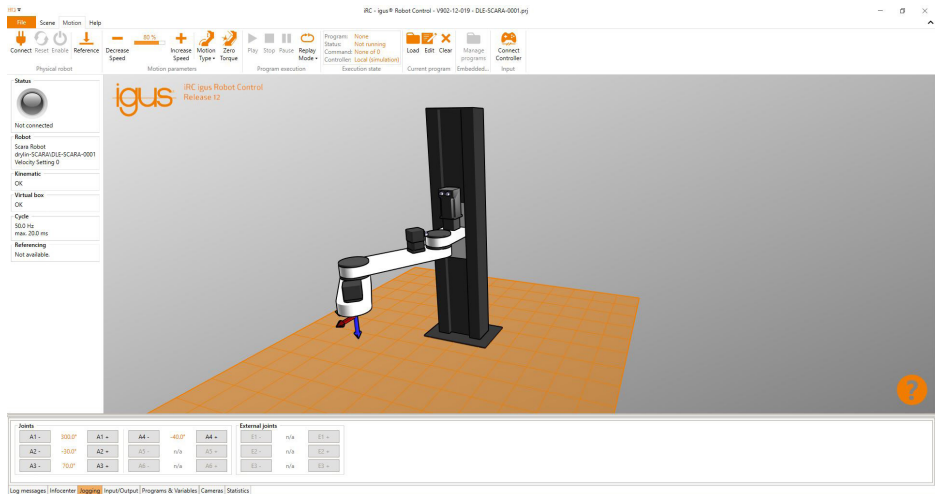 iRC - igus® Robot Control - V902-12-019 - DLE-SCARA-0001.prj
File Scene Motion Help
80 %
Connect Reset Enable Reference Decrease Speed Increase Speed Motion Type Zero Torque Play Stop Pause Replay Mode Load Edit Clear Manage programs Connect Controller
Program: None
Status: Not running
Command: None of 0
Controller: Local (simulation)
Physical robot Motion parameters Program execution Execution state Current program Embedded... Input
Status
Not connected
Robot
Scara Robot
drylin-SCARA\DLE-SCARA-0001
Velocity Setting 0
Kinematic
OK
Virtual box
OK
Cycle
50.0 Hz
max. 20.0 ms
Referencing
Not available.
igus
iRC igus Robot Control
Release 12
?
Joints External joints
A1 - 300.0° A1 + A4 - -40.0° A4 + E1 - n/a E1 +
A2 - -50.0° A2 + A5 - n/a A5 + E2 - n/a E2 +
A3 - 70.0° A3 + A6 - n/a A6 + E3 - n/a E3 +
Log messages Infocenter Jogging Input/Output Programs & Variables Cameras Statistics